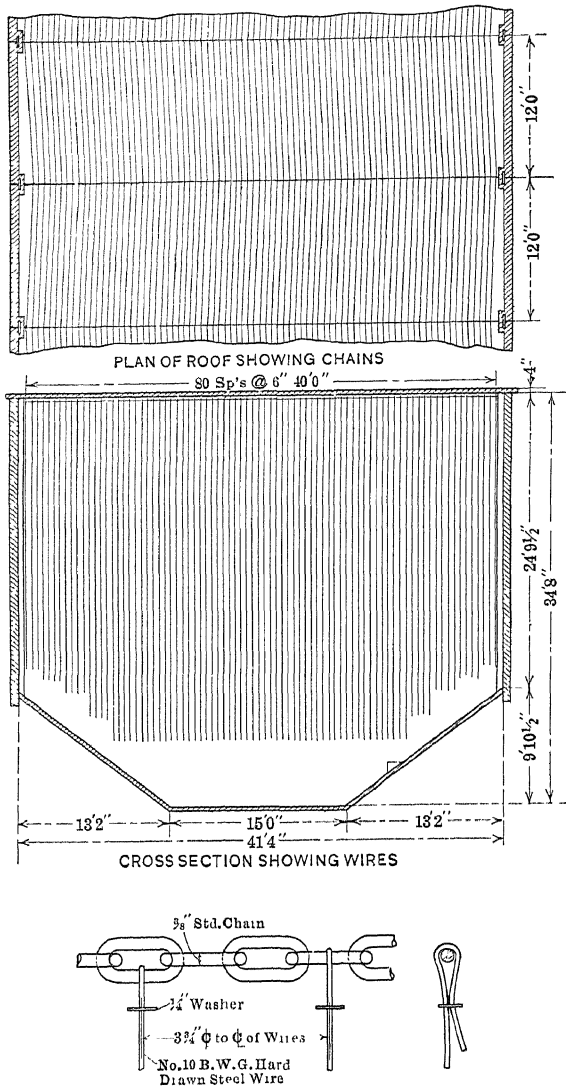 12'0"
12'0"
PLAN OF ROOF SHOWING CHAINS
4"
80 Sp's @ 6" 40'0"
24'9½"
34'8"
9'10½"
13'2"
15'0"
13'2"
41'4"
CROSS SECTION SHOWING WIRES
⅜" Std.Chain
¼" Washer
3¾" ℄ to ℄ of Wires
No.10 B.W.G. Hard
Drawn Steel Wire